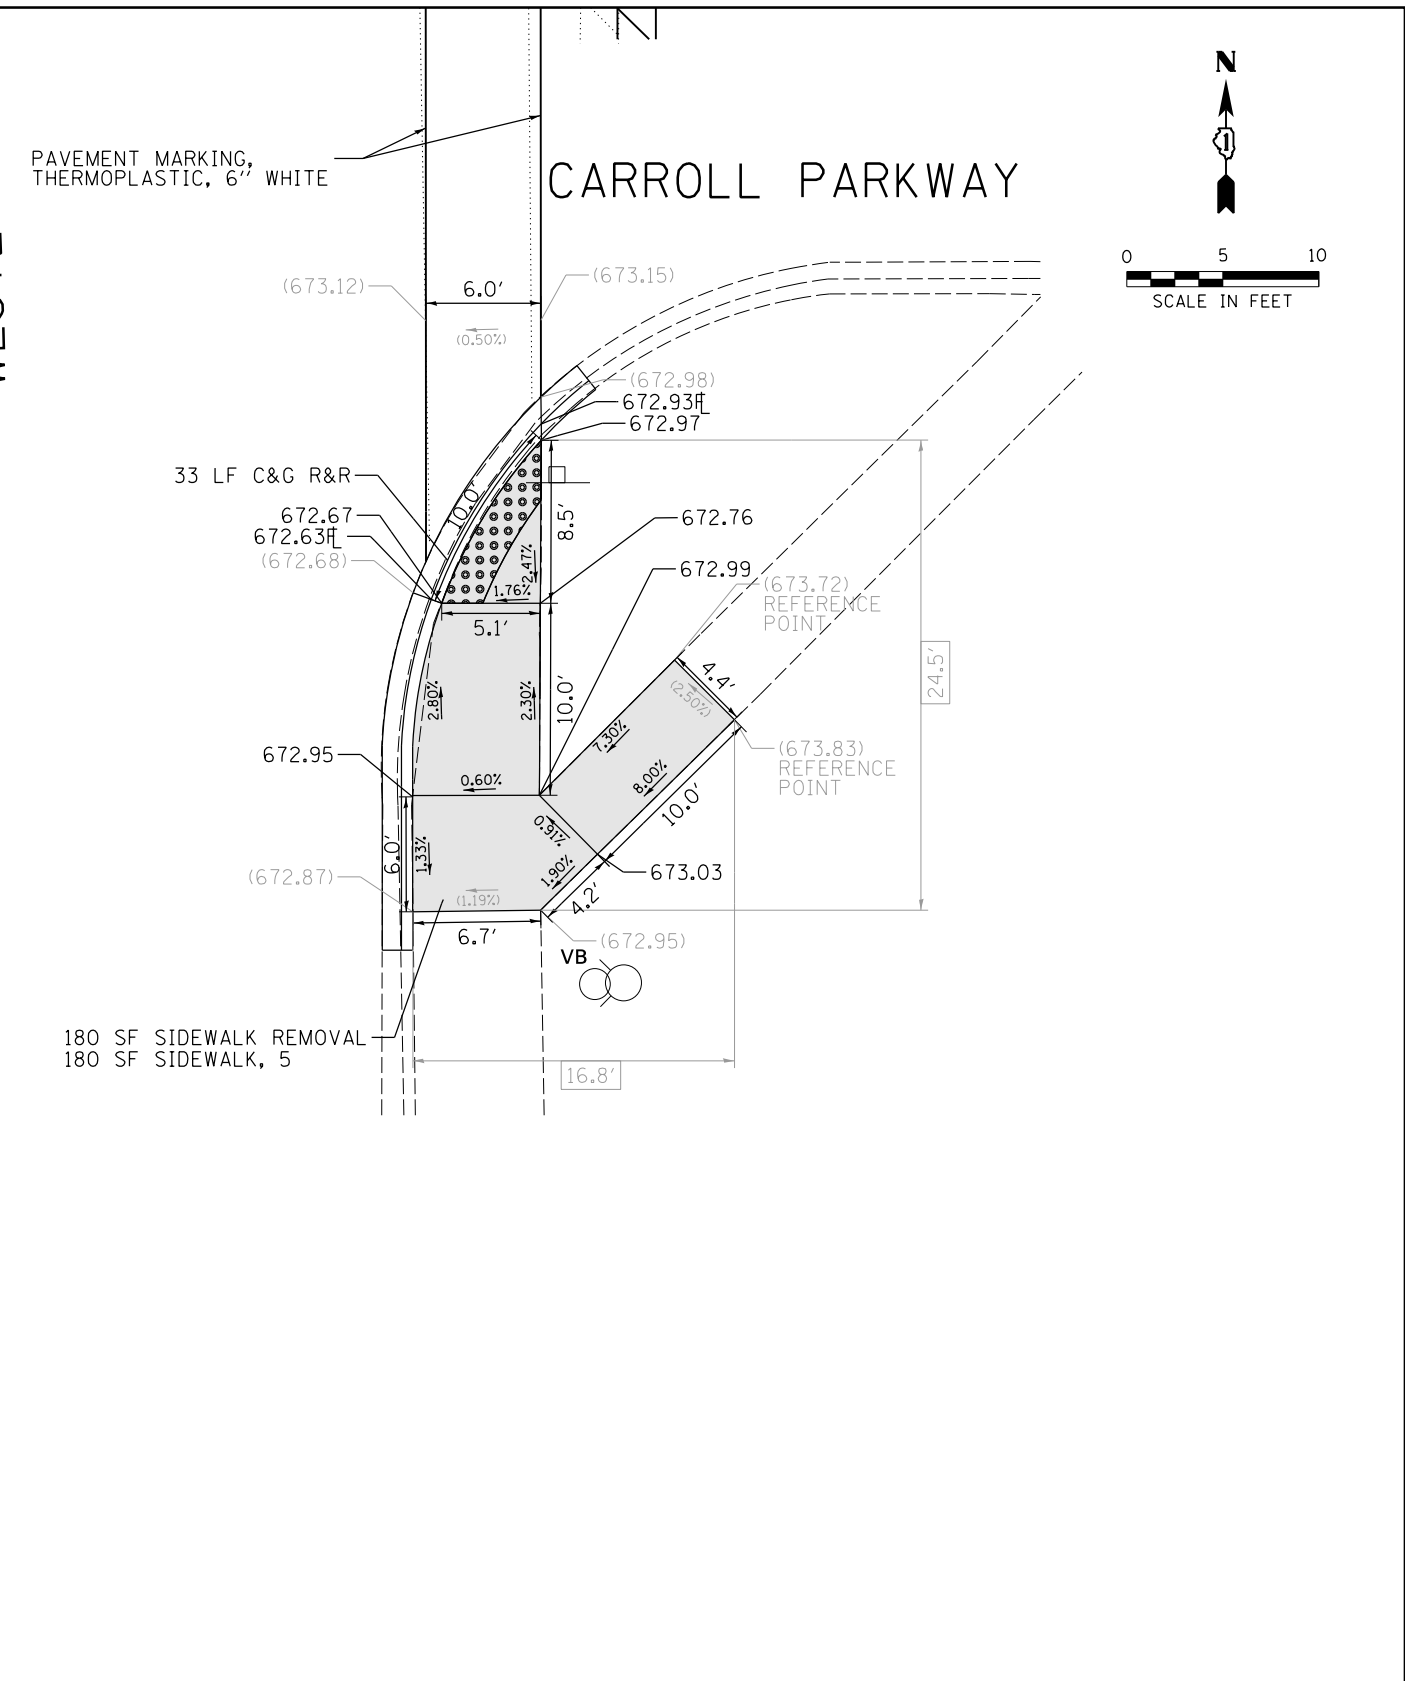 N
1
PAVEMENT MARKING,
THERMOPLASTIC, 6" WHITE
CARROLL PARKWAY
0 5 10
SCALE IN FEET
(673.12)
6.0'
(673.15)
(0.50%)
(672.98)
672.93FL
672.97
33 LF C&G R&R
10.0'
672.67
672.63FL
(672.68)
8.5'
672.76
2.47%
1.76%
672.99
(673.72)
REFERENCE
POINT
5.1'
24.5'
4.4'
(2.50%)
2.80%
2.30%
10.0'
7.30%
(673.83)
REFERENCE
POINT
672.95
0.60%
8.00%
10.0'
0.91%
6.0'
1.33%
1.90%
673.03
(672.87)
(1.19%)
4.2'
6.7'
(672.95)
VB
180 SF SIDEWALK REMOVAL
180 SF SIDEWALK, 5
16.8'